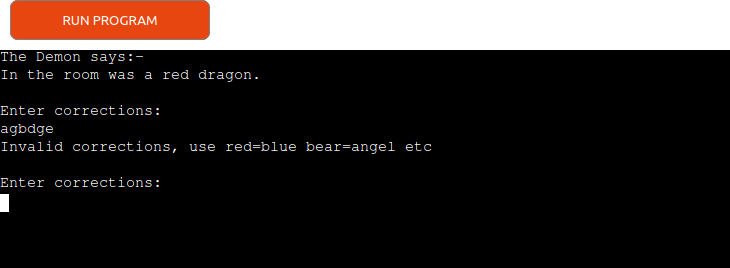 RUN PROGRAM
The Demon says:-
In the room was a red dragon.
Enter corrections:
agbdge
Invalid corrections, use red=blue bear=angel etc
Enter corrections: